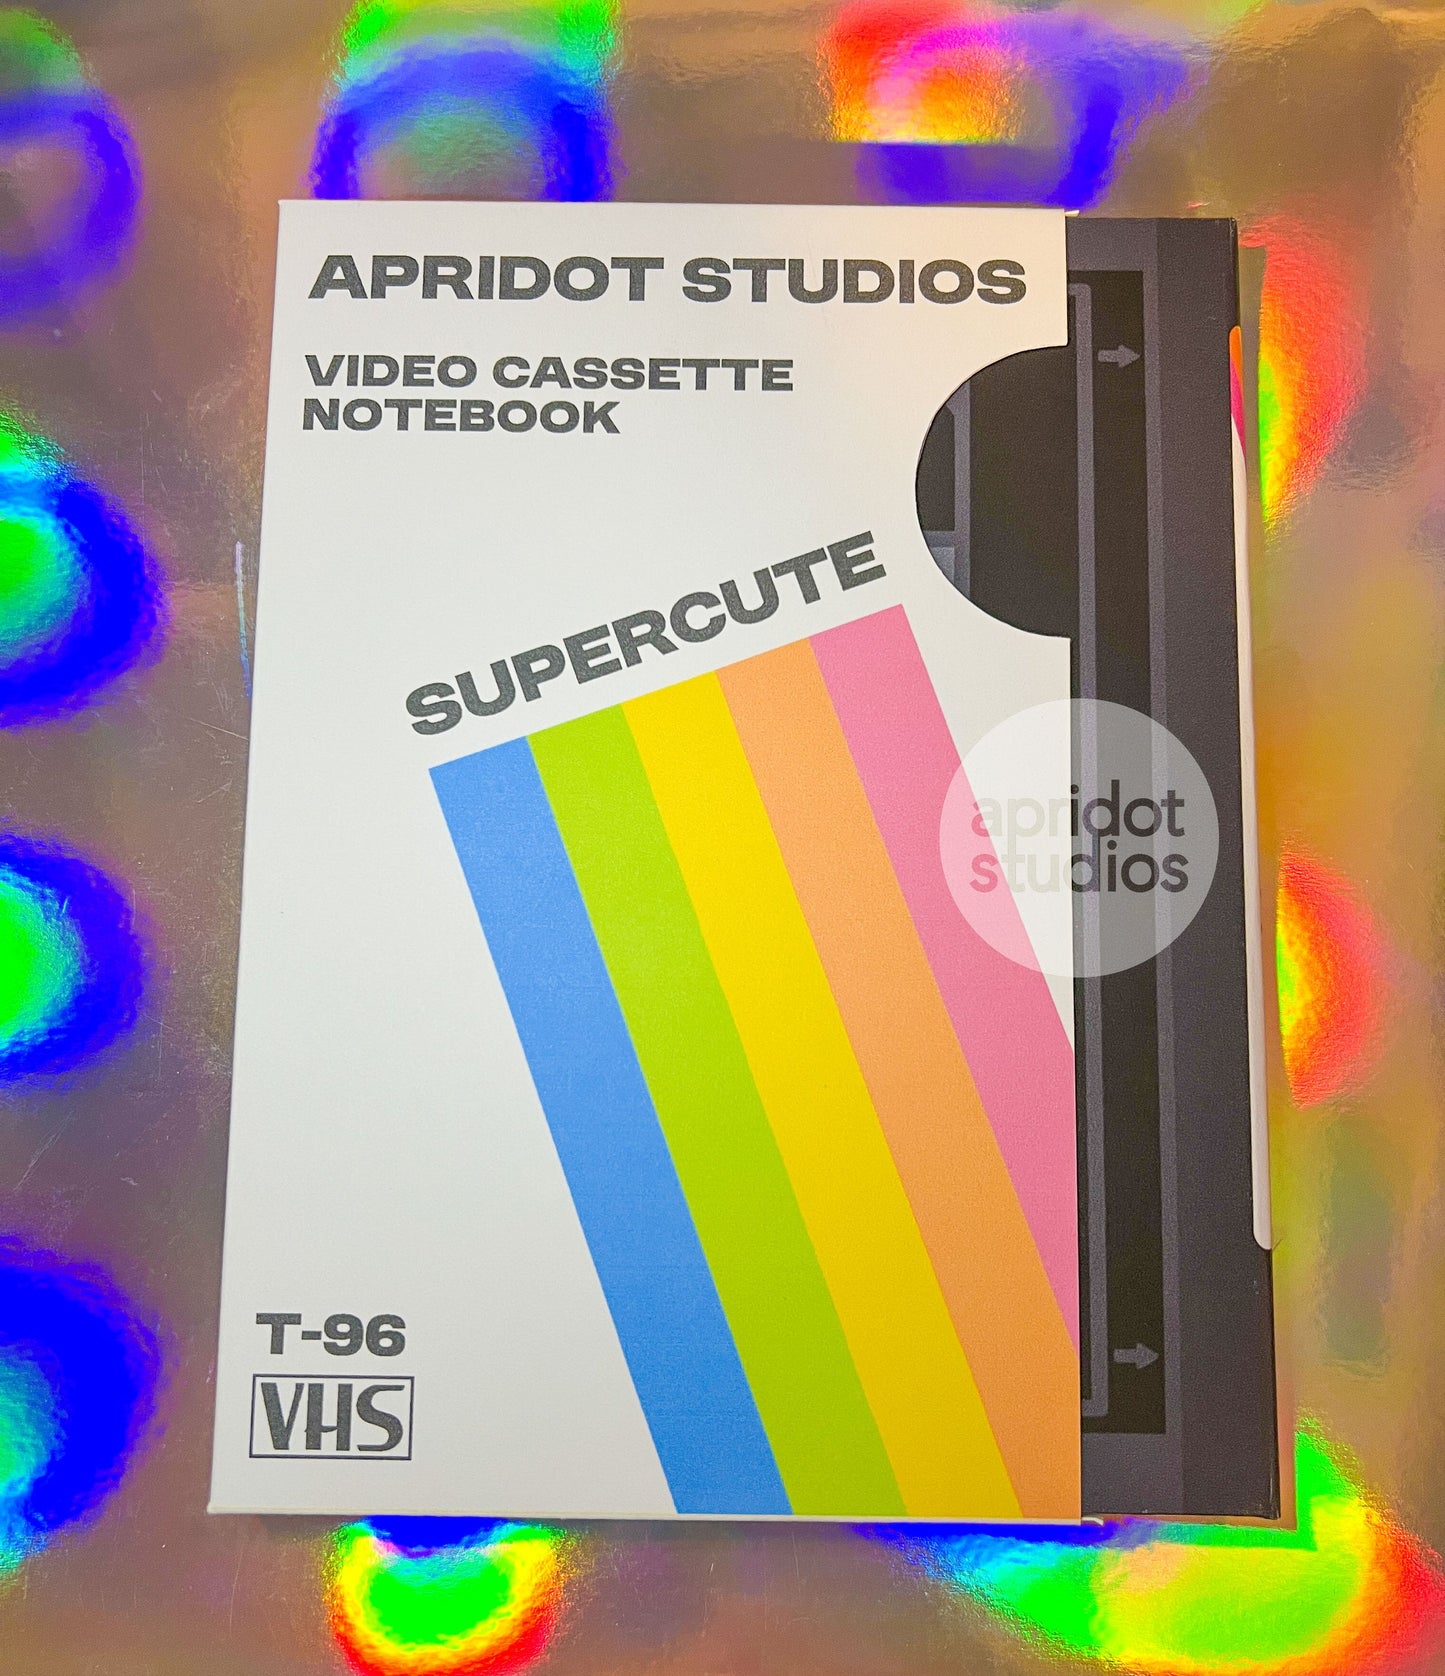 APRIDOT STUDIOS
VIDEO CASSETTE
NOTEBOOK
SUPERCUTE
apridot
studios
T-96
VHS